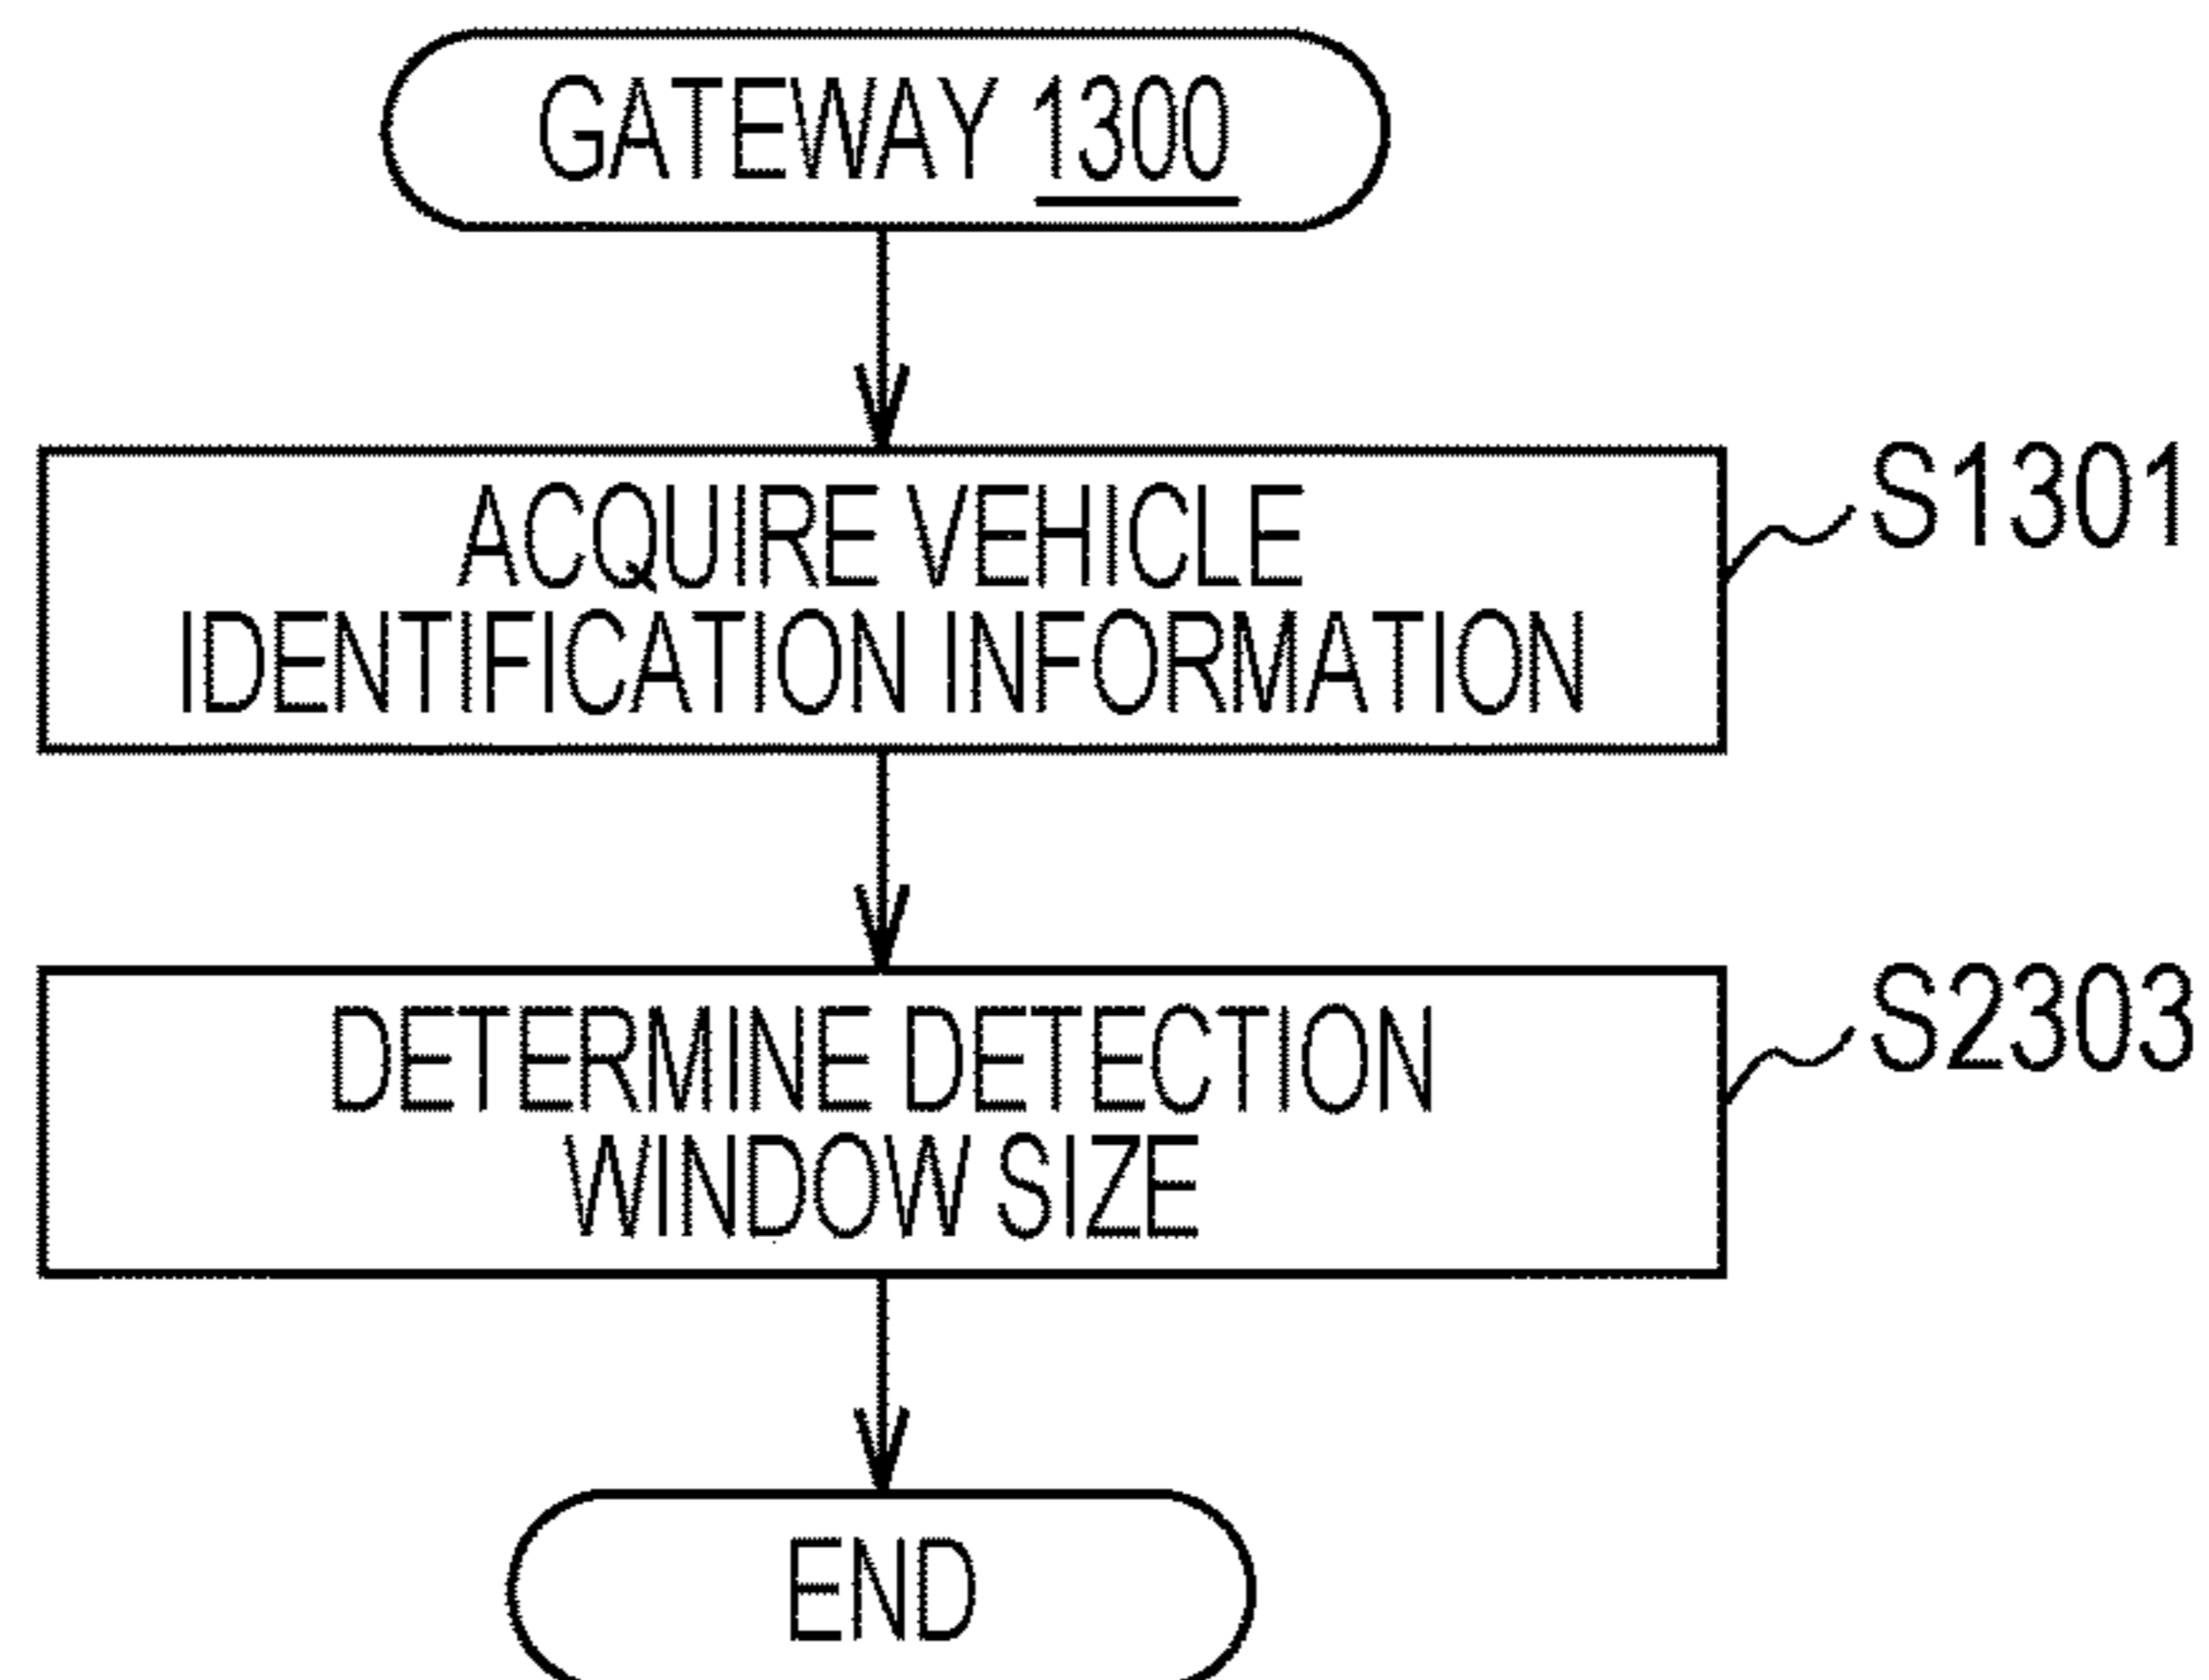 GATEWAY 1300
ACQUIRE VEHICLE
IDENTIFICATION INFORMATION
S1301
DETERMINE DETECTION
WINDOW SIZE
S2303
END